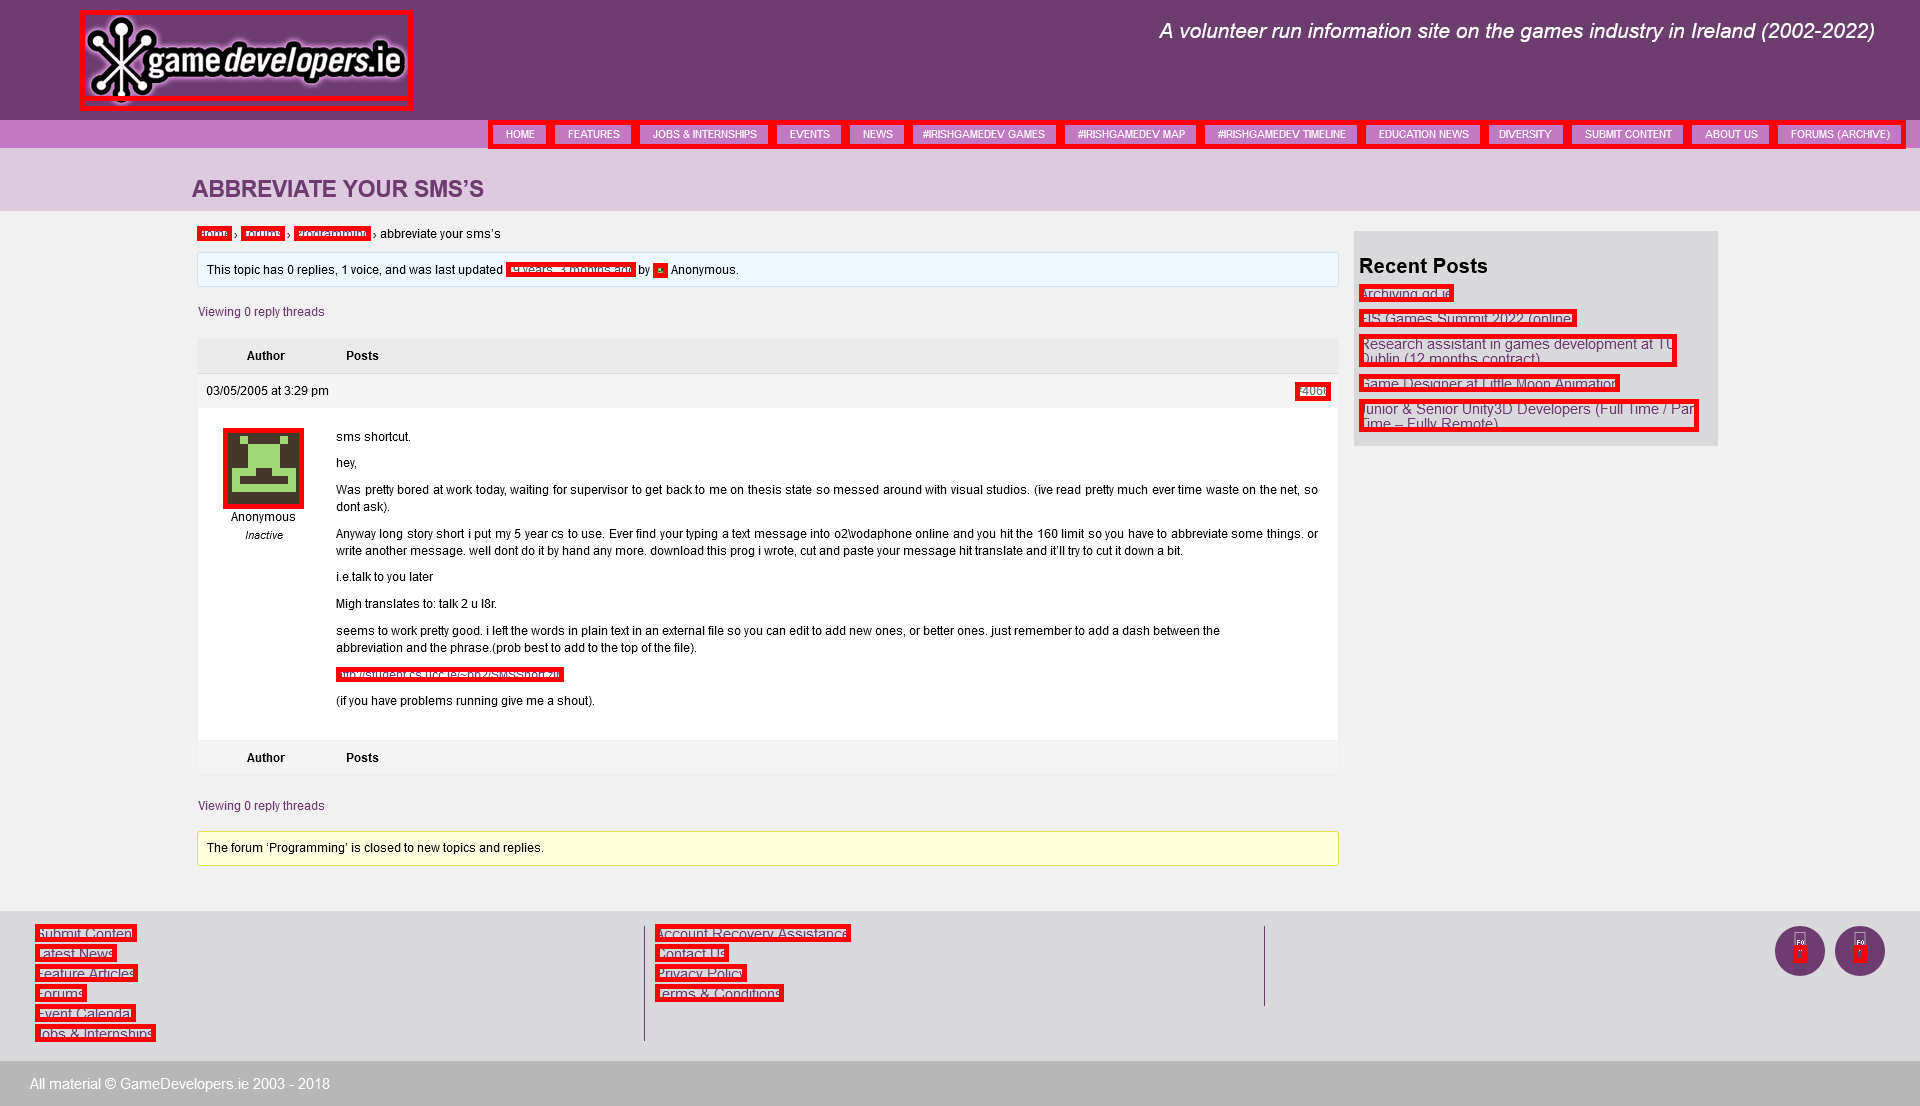 gamedevelopers.ie
A volunteer run information site on the games industry in Ireland (2002-2022)
HOME FEATURES JOBS & INTERNSHIPS EVENTS NEWS #IRISHGAMEDEV GAMES #IRISHGAMEDEV MAP #IRISHGAMEDEV TIMELINE EDUCATION NEWS DIVERSITY SUBMIT CONTENT ABOUT US FORUMS (ARCHIVE)
ABBREVIATE YOUR SMS’S
Home › Forums › Programming › abbreviate your sms’s
This topic has 0 replies, 1 voice, and was last updated 19 years, 3 months ago by Anonymous.
Viewing 0 reply threads
Author Posts
03/05/2005 at 3:29 pm
Anonymous
Inactive
sms shortcut.
hey,
Was pretty bored at work today, waiting for supervisor to get back to me on thesis state so messed around with visual studios. (ive read pretty much ever time waste on the net, so
dont ask).
Anyway long story short i put my 5 year cs to use. Ever find your typing a text message into o2\vodaphone online and you hit the 160 limit so you have to abbreviate some things. or
write another message. well dont do it by hand any more. download this prog i wrote, cut and paste your message hit translate and it’ll try to cut it down a bit.
i.e.talk to you later
Migh translates to: talk 2 u l8r.
seems to work pretty good. i left the words in plain text in an external file so you can edit to add new ones, or better ones. just remember to add a dash between the
abbreviation and the phrase.(prob best to add to the top of the file).
(if you have problems running give me a shout).
Author Posts
Viewing 0 reply threads
The forum ‘Programming’ is closed to new topics and replies.
Recent Posts
Archiving gd.ie
Games Summit 2022 (online)
Research assistant in games development at TU
Dublin (12 months contract)
Game Designer at Little Moon Animation
Junior & Senior Unity3D Developers (Full Time / Part
Time – Fully Remote)
Submit Content
Latest News
Feature Articles
Forums
Event Calendar
Jobs & Internships
Account Recovery Assistance
Contact Us
Privacy Policy
Terms & Conditions
All material © GameDevelopers.ie 2003 - 2018